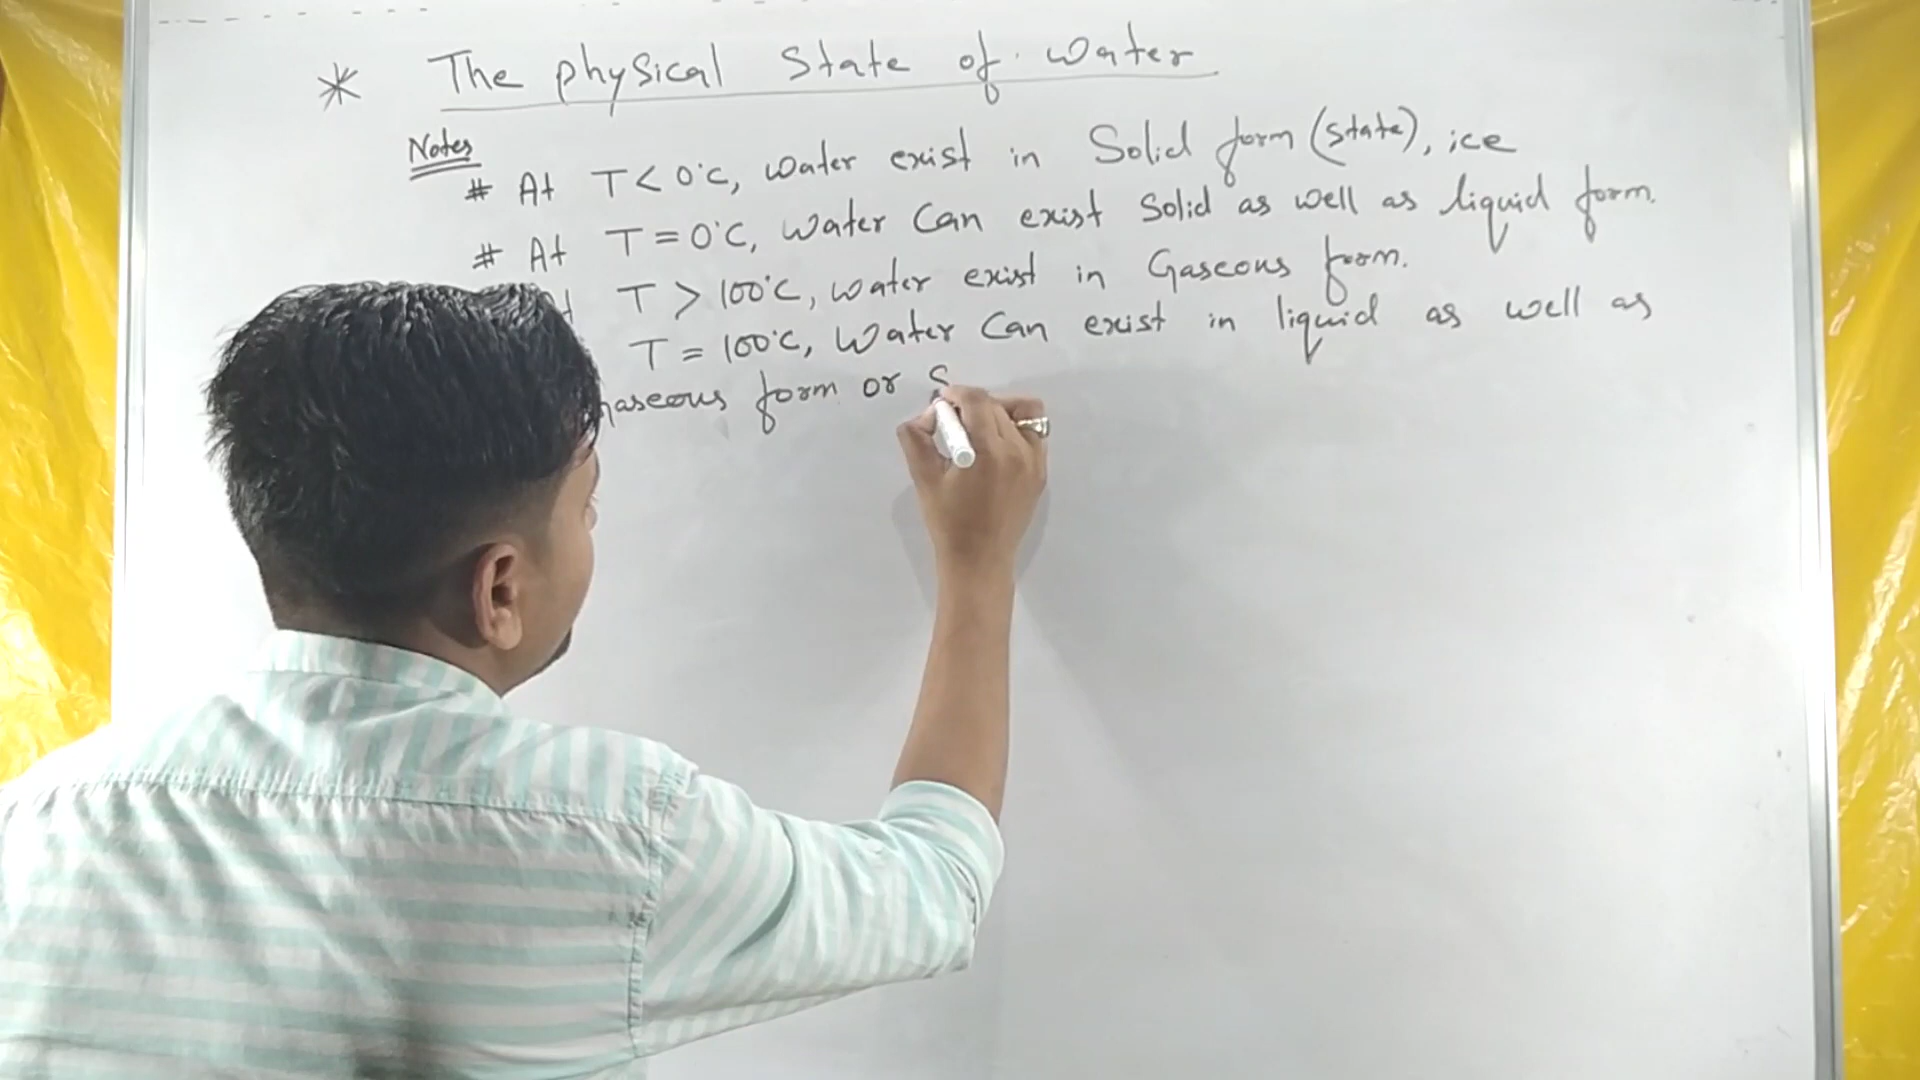 * The physical State of water
Notes
# At T < 0°C, water exist in Solid form (state), ice
# At T = 0°C, water Can exist Solid as well as liquid form.
T > 100°C, water exist in Gaseous form.
T = 100°C, Water Can exist in liquid as well as
gaseous form or S